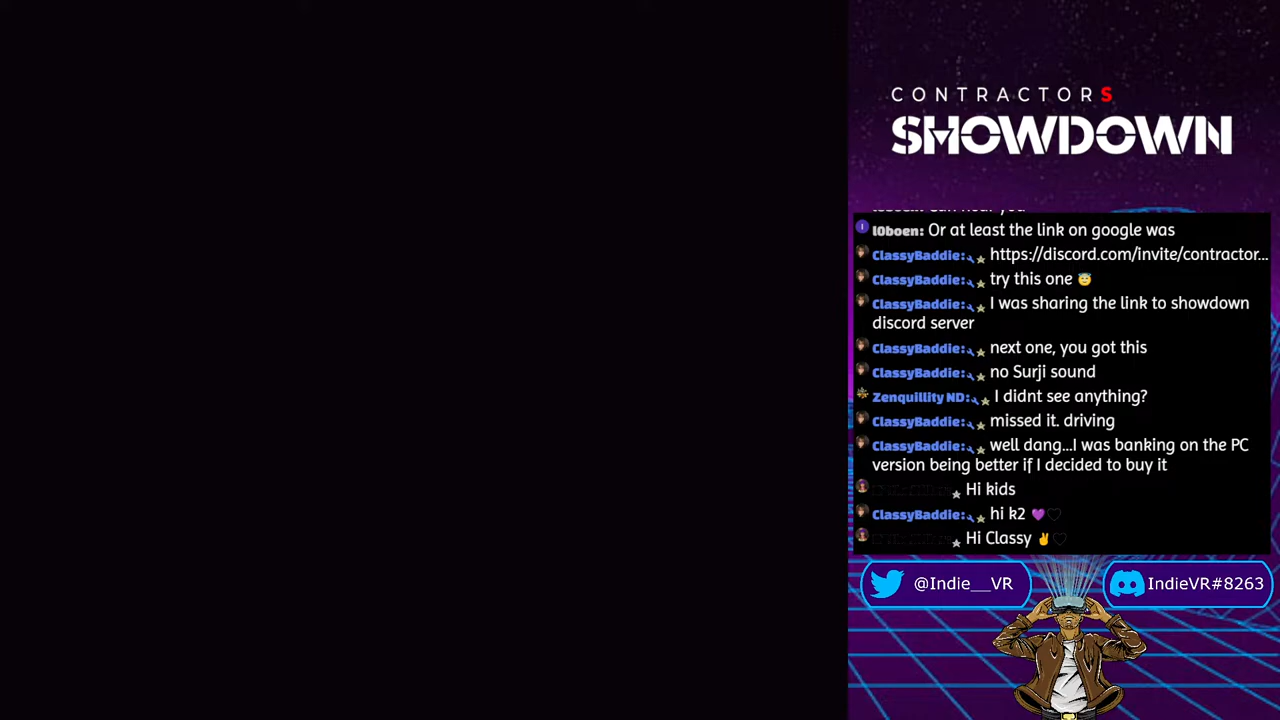 CONTRACTORS
SHOWDOWN
l0boen: Or at least the link on google was
ClassyBaddie: https://discord.com/invite/contractor...
ClassyBaddie: try this one 😇
ClassyBaddie: I was sharing the link to showdown
discord server
ClassyBaddie: next one, you got this
ClassyBaddie: no Surji sound
Zenquillity ND: I didnt see anything?
ClassyBaddie: missed it. driving
ClassyBaddie: well dang...I was banking on the PC
version being better if I decided to buy it
Hi kids
ClassyBaddie: hi k2 💜🖤
Hi Classy ✌️🖤
@Indie__VR
IndieVR#8263